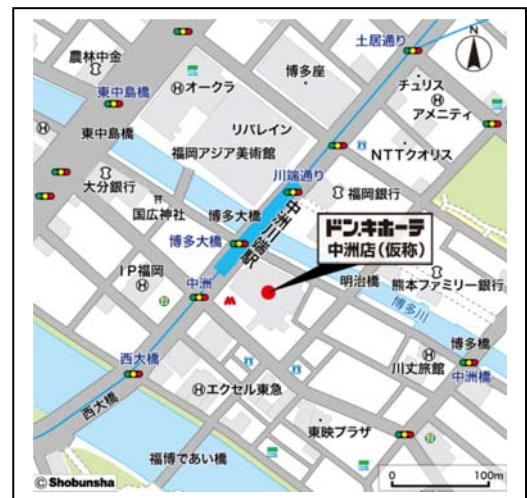 土居通り
農林中金
博多座
チュリス
Ⓗオークラ
東中島橋
Ⓗ
アメニティ
リバレイン
東中島橋
福岡アジア美術館
NTTクオリス
川端通り
大分銀行
福岡銀行
国広神社
博多大橋
中洲川端駅
ドン.キホーテ
中洲店(仮称)
博多大橋
IP福岡
Ⓗ
明治橋
熊本ファミリー銀行
中洲
博多川
博多橋
西大橋
川丈旅館
中洲橋
Ⓗエクセル東急
西大橋
東映プラザ
福博であい橋
© Shobunsha
0 100m